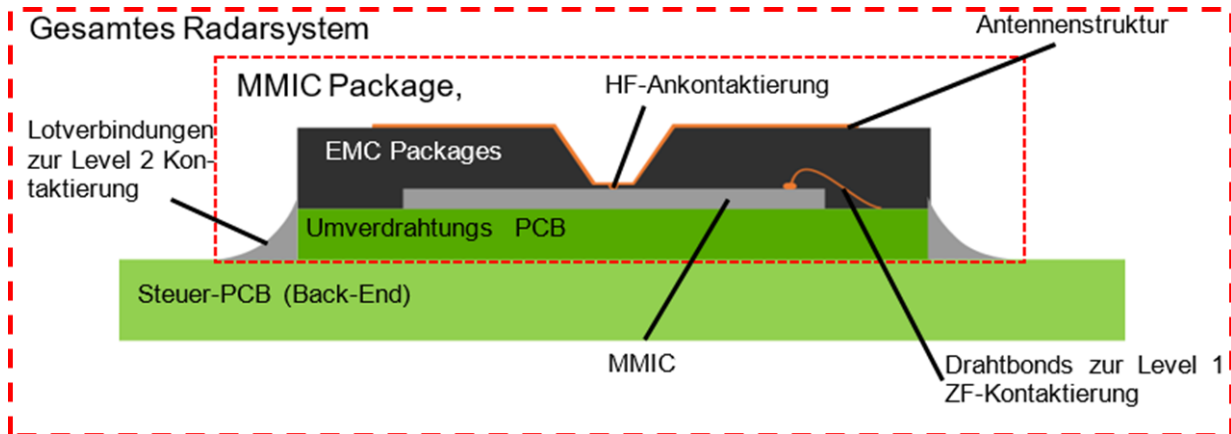 Gesamtes Radarsystem
Antennenstruktur
MMIC Package,
HF-Ankontaktierung
Lotverbindungen
zur Level 2 Kon-
taktierung
EMC Packages
Umverdrahtungs PCB
Steuer-PCB (Back-End)
MMIC
Drahtbonds zur Level 1
ZF-Kontaktierung